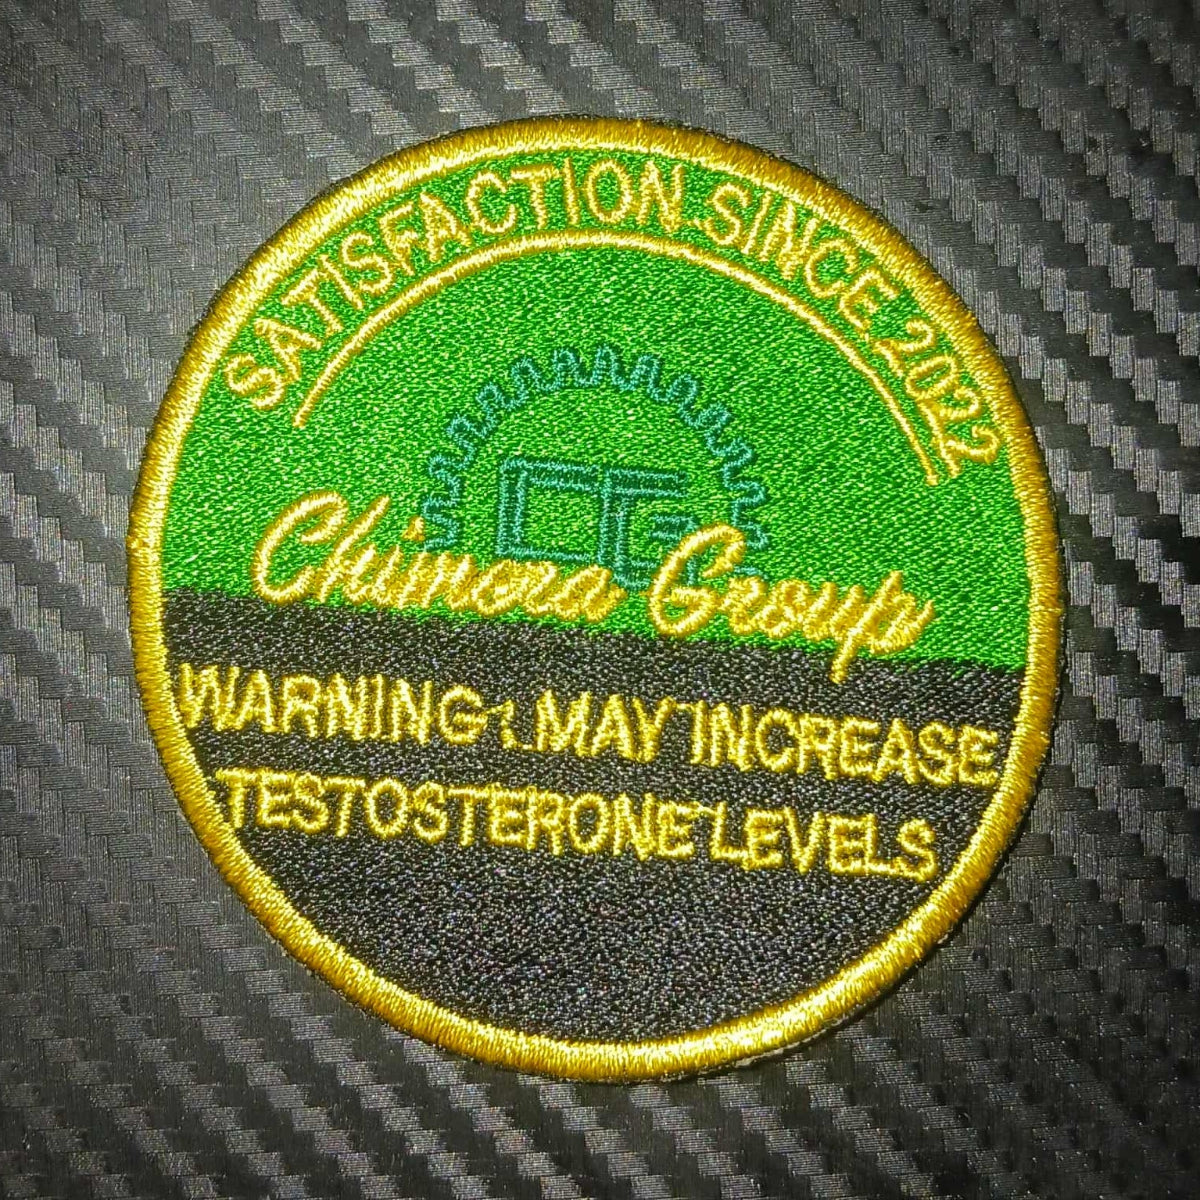 SATISFACTION SINCE 2022
Chimera Group
WARNING : MAY INCREASE
TESTOSTERONE LEVELS